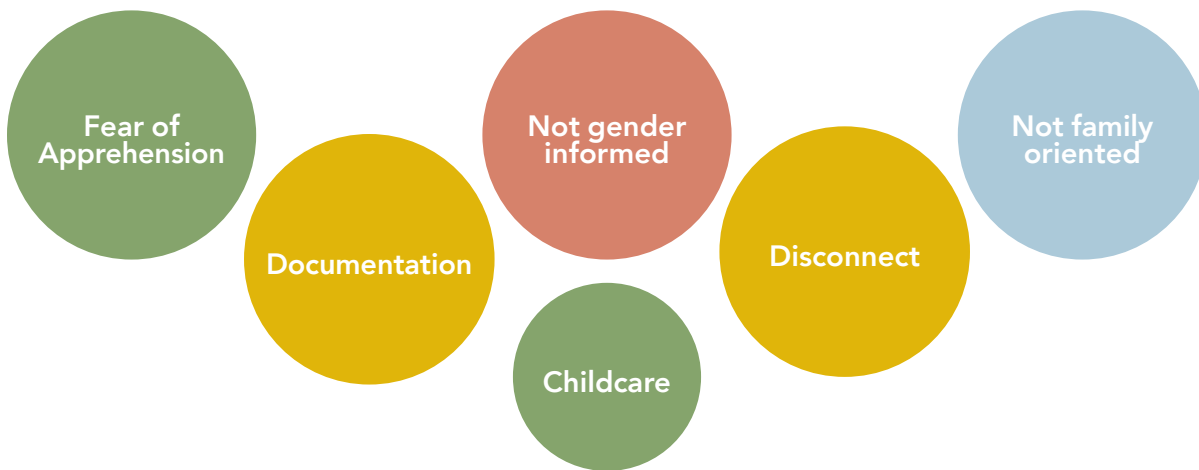 Fear of
Apprehension
Not gender
informed
Not family
oriented
Documentation
Disconnect
Childcare